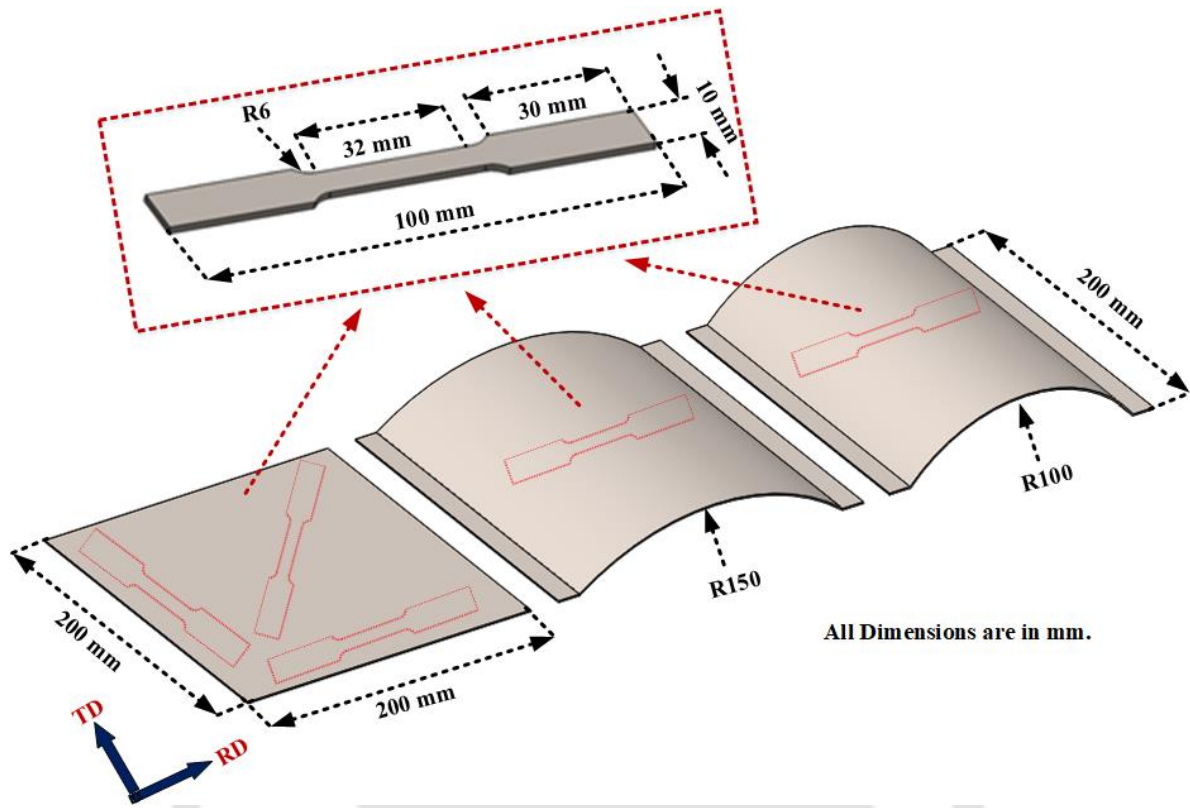 R6
32 mm
30 mm
10 mm
100 mm
200 mm
R100
R150
All Dimensions are in mm.
200 mm
200 mm
TD
RD